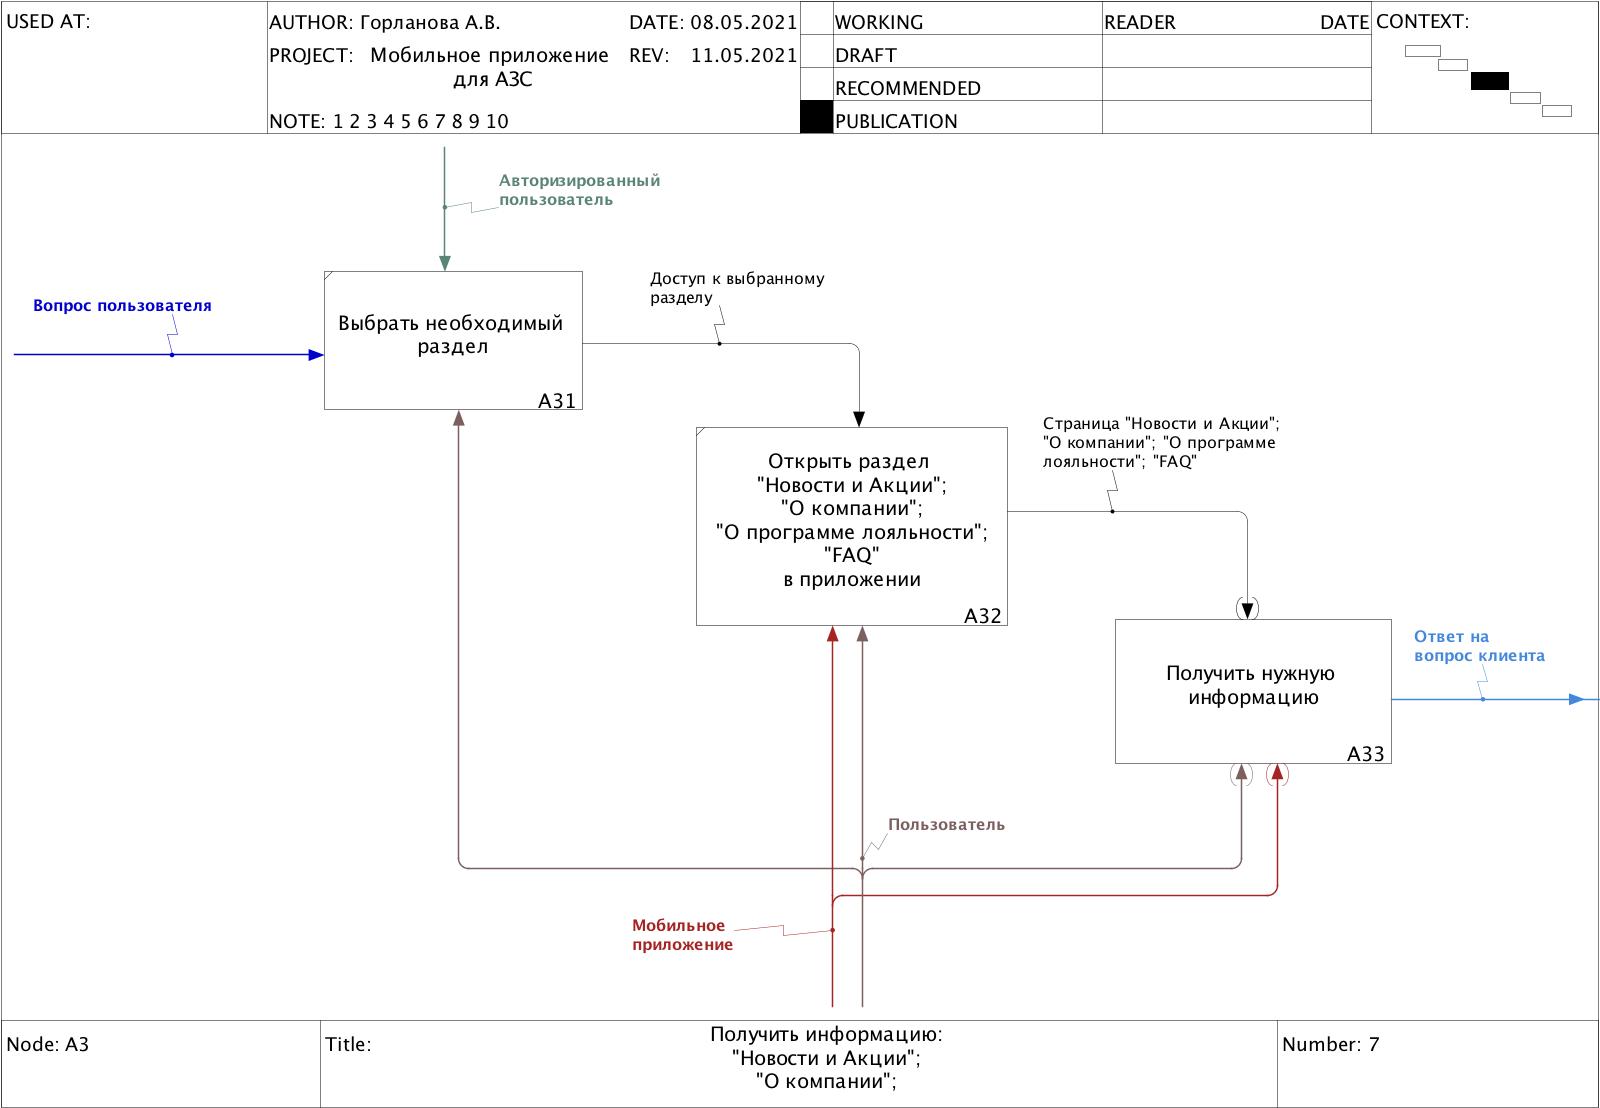 USED AT:
AUTHOR: Горланова А.В.
DATE: 08.05.2021
PROJECT: Мобильное приложение
для АЗС
REV: 11.05.2021
NOTE: 1 2 3 4 5 6 7 8 9 10
WORKING
DRAFT
RECOMMENDED
PUBLICATION
READER
DATE
CONTEXT:
Авторизированный
пользователь
Вопрос пользователя
Выбрать необходимый
раздел
A31
Доступ к выбранному
разделу
Открыть раздел
"Новости и Акции";
"О компании";
"О программе лояльности";
"FAQ"
в приложении
A32
Страница "Новости и Акции";
"О компании"; "О программе
лояльности"; "FAQ"
Получить нужную
информацию
A33
Ответ на
вопрос клиента
Пользователь
Мобильное
приложение
Node: A3
Title:
Получить информацию:
"Новости и Акции";
"О компании";
Number: 7